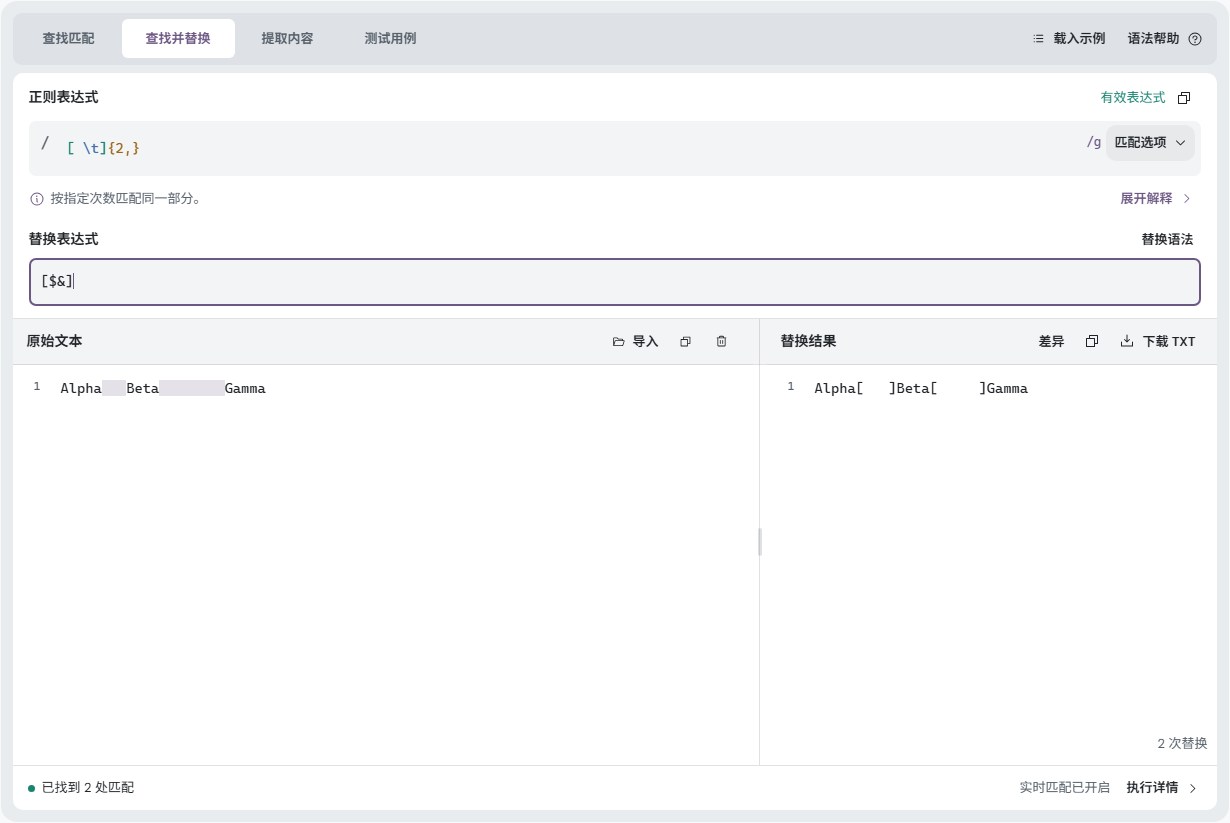 查找匹配 查找并替换 提取内容 测试用例 载入示例 语法帮助
正则表达式 有效表达式
/ [ \t]{2,} /g 匹配选项
按指定次数匹配同一部分。 展开解释
替换表达式 替换语法
[$&]
原始文本 导入 替换结果 差异 下载 TXT
1 Alpha   Beta        Gamma 1 Alpha[   ]Beta[     ]Gamma
2 次替换
已找到 2 处匹配 实时匹配已开启 执行详情